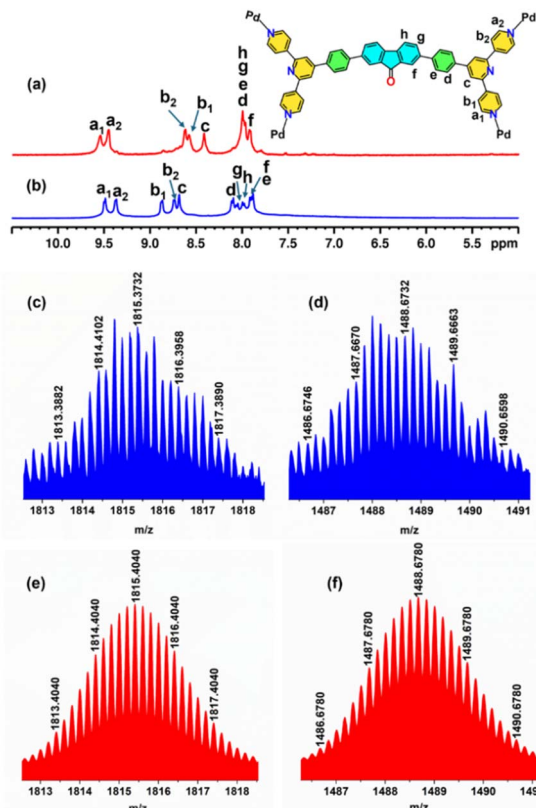 Pd Pd
a₂
h
b₂
g
N N
N N
f e d c
O
b₁
N N a₁
Pd Pd
(a)
h
g
e
d f
b₂ b₁
a₁ a₂ c
(b)
a₁ a₂ b₁ b₂ c d g h f
e
10.0 9.5 9.0 8.5 8.0 7.5 7.0 6.5 6.0 5.5 ppm
(c)
1813.3882
1814.4102
1815.3732
1816.3958
1817.3890
1813 1814 1815 1816 1817 1818
m/z
(d)
1486.6746
1487.6670
1488.6732
1489.6663
1490.6598
1487 1488 1489 1490 1491
m/z
(e)
1813.4040
1814.4040
1815.4040
1816.4040
1817.4040
1813 1814 1815 1816 1817 1818
m/z
(f)
1486.6780
1487.6780
1488.6780
1489.6780
1490.6780
1487 1488 1489 1490
m/z